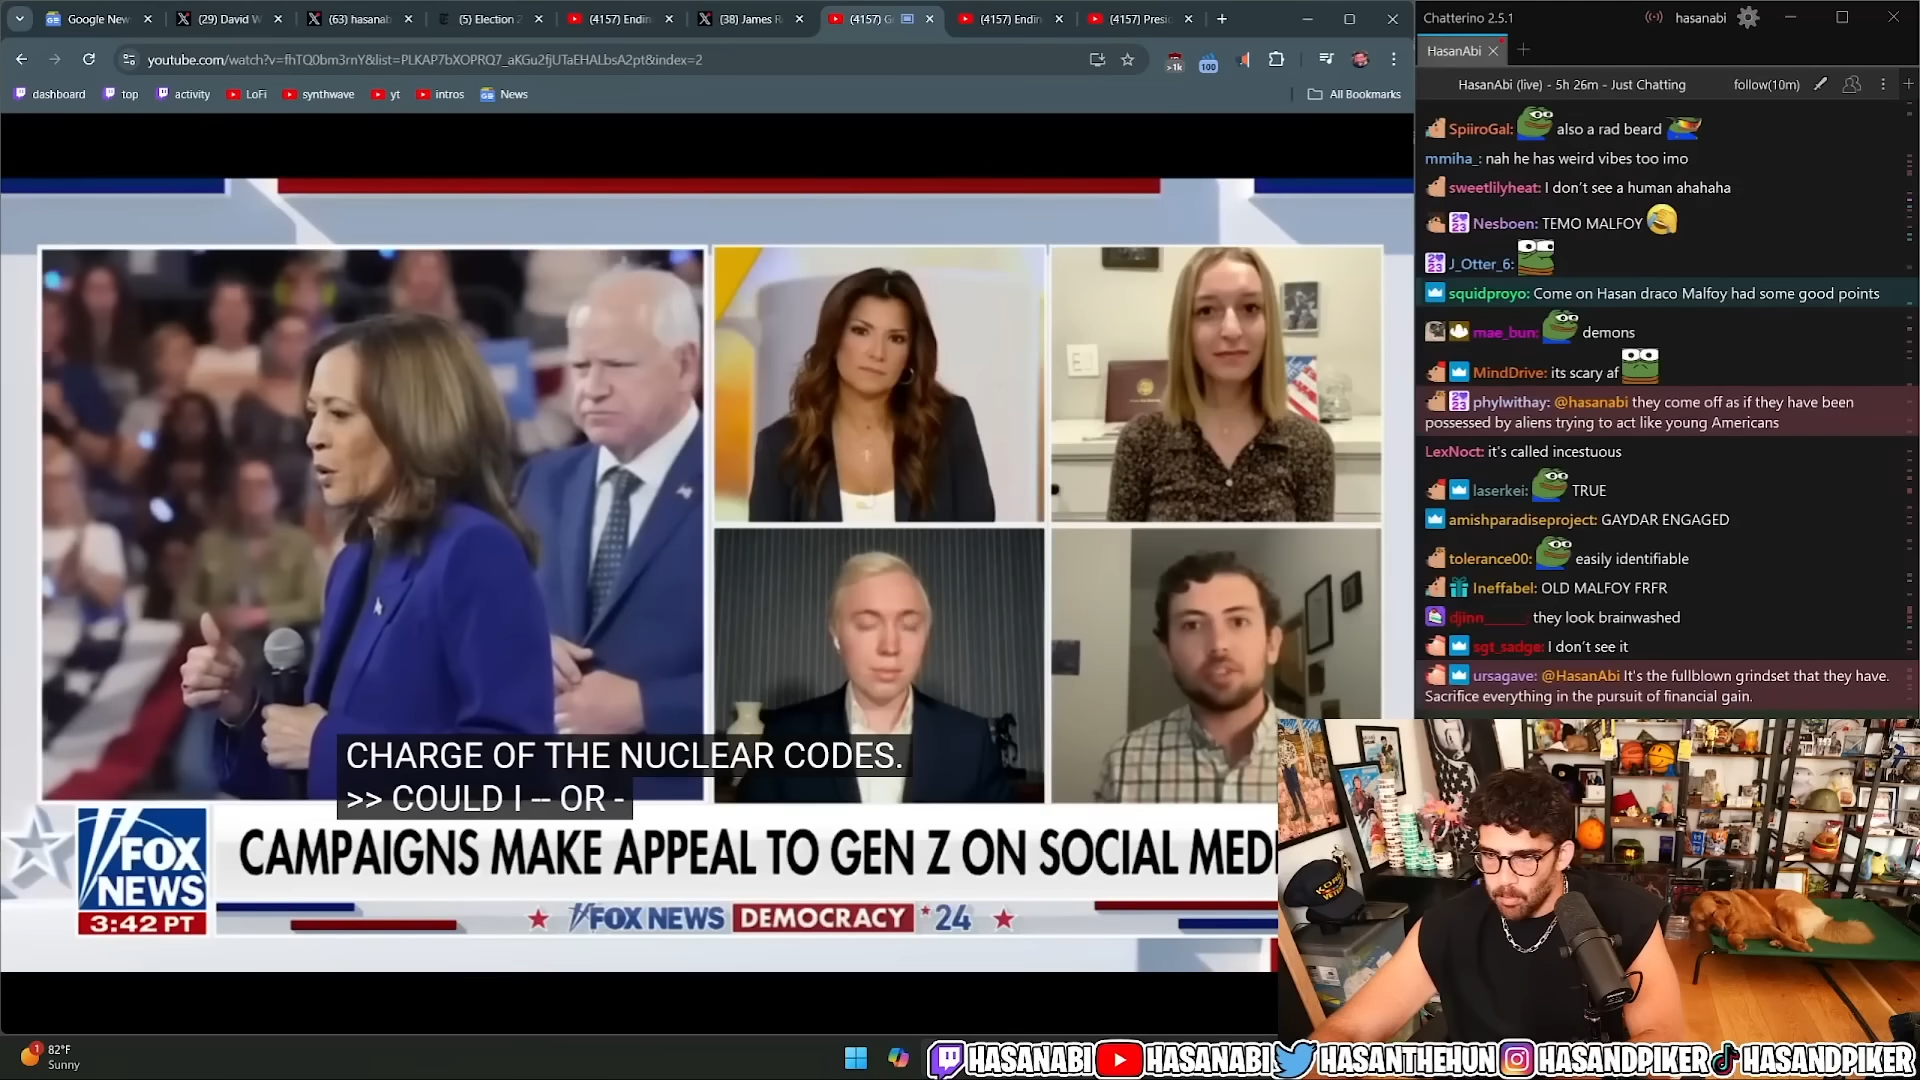 Google New
(29) David W
(63) hasanab
(5) Election 2
(4157) Endin
(38) James R
(4157) G
(4157) Endin
(4157) Presi
youtube.com/watch?v=fhTQ0bm3rnY&list=PLKAP7bXOPRQ7_aKGu2fjUTaEHALbsA2pt&index=2
>1k
100
dashboard
top
activity
LoFi
synthwave
yt
intros
News
All Bookmarks
CHARGE OF THE NUCLEAR CODES.
>> COULD I -- OR -
FOX
NEWS
3:42 PT
CAMPAIGNS MAKE APPEAL TO GEN Z ON SOCIAL MED
FOX NEWS DEMOCRACY '24
Chatterino 2.5.1
hasanabi
HasanAbi
HasanAbi (live) - 5h 26m - Just Chatting
follow(10m)
SpiiroGal: also a rad beard
mmiha_: nah he has weird vibes too imo
sweetlilyheat: I don't see a human ahahaha
Nesboen: TEMO MALFOY
J_Otter_6:
squidproyo: Come on Hasan draco Malfoy had some good points
mae_bun: demons
MindDrive: its scary af
phylwithay: @hasanabi they come off as if they have been
possessed by aliens trying to act like young Americans
LexNoct: it's called incestuous
laserkei: TRUE
amishparadiseproject: GAYDAR ENGAGED
tolerance00: easily identifiable
Ineffabel: OLD MALFOY FRFR
djinn______: they look brainwashed
sgt_sadge: I don't see it
ursagave: @HasanAbi It's the fullblown grindset that they have.
Sacrifice everything in the pursuit of financial gain.
KOREA
VETERAN
1
82°F
Sunny
HASANABI
HASANABI
HASANTHEHUN
HASANDPIKER
HASANDPIKER